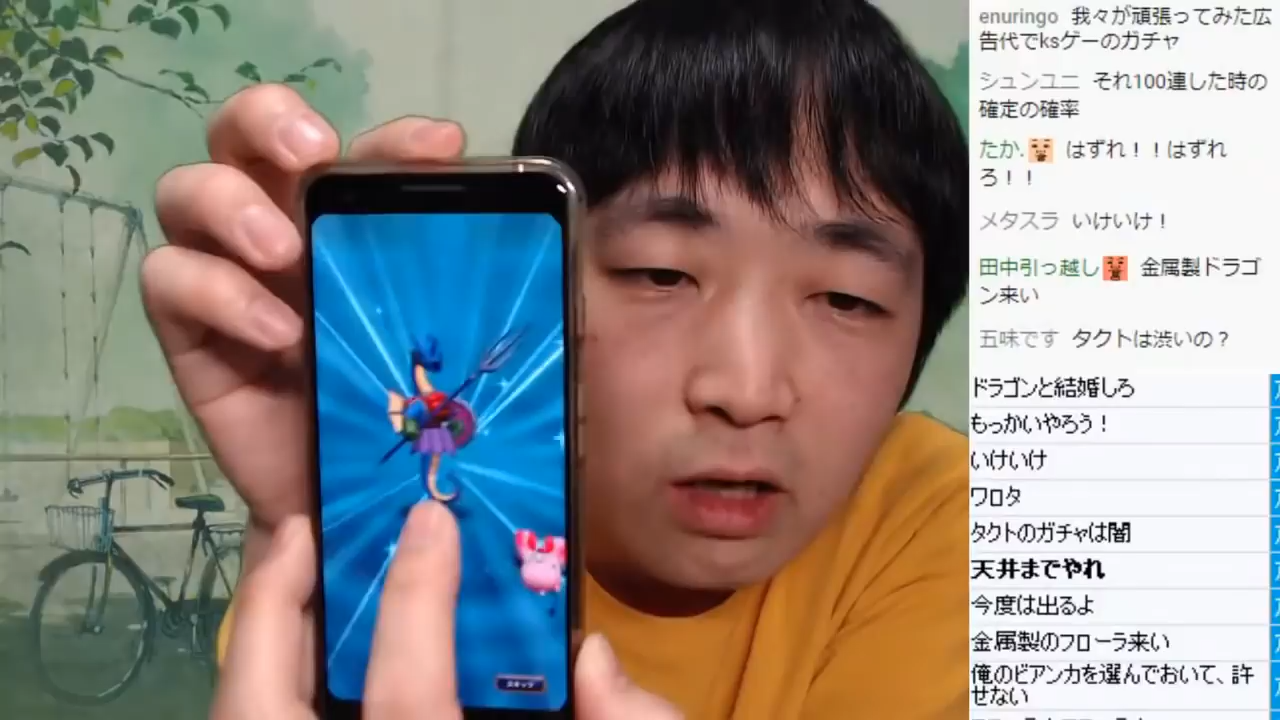 enuringo 我々が頑張ってみた広
告代でksゲーのガチャ
シュンユニ それ100連した時の
確定の確率
たか. はずれ！！はずれ
ろ！！
メタスラ いけいけ！
田中引っ越し 金属製ドラゴ
ン来い
五味です タクトは渋いの？
ドラゴンと結婚しろ
もっかいやろう！
いけいけ
ワロタ
タクトのガチャは闇
天井までやれ
今度は出るよ
金属製のフローラ来い
俺のビアンカを選んでおいて、許
せない
スキップ